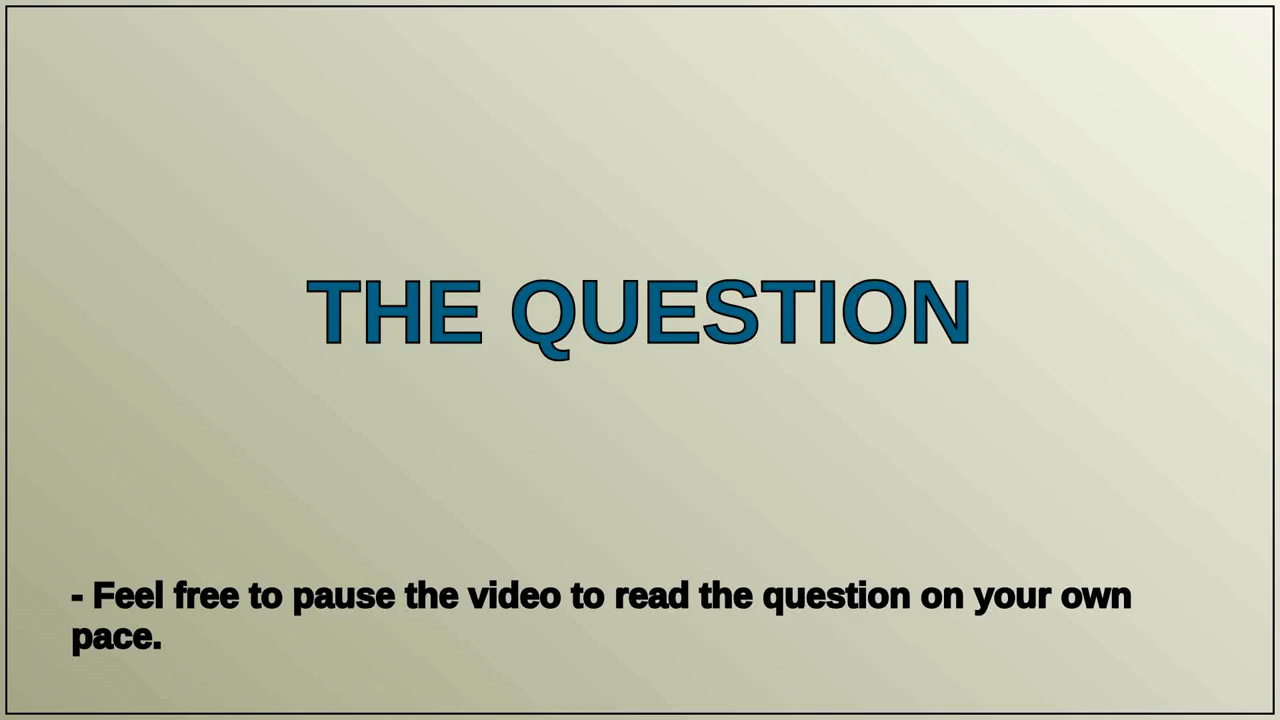 THE QUESTION
- Feel free to pause the video to read the question on your own
pace.